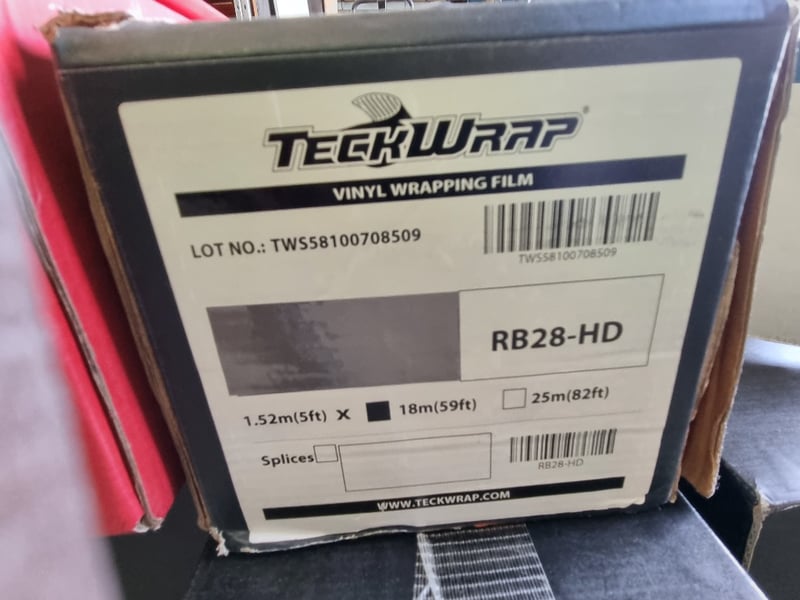 TECKWRAP®
VINYL WRAPPING FILM
LOT NO.: TWS58100708509
TWS58100708509
RB28-HD
1.52m(5ft) X 18m(59ft) 25m(82ft)
Splices
RB28-HD
WWW.TECKWRAP.COM